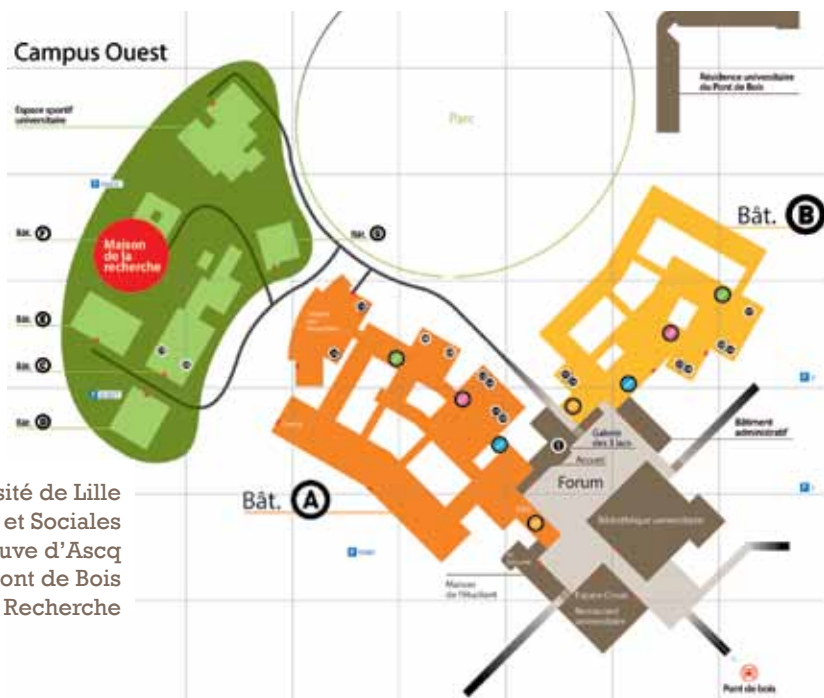 Campus Ouest
Résidence universitaire
du Pont de Bois
Espace sportif
universitaire
Parc
P
Bât. B
Bât. F
Bât. G
Maison
de la
recherche
Bât. E
Bât. C
P
P
Bât. D
Galerie
des 3 lacs
Bâtiment
administratif
Accueil
Forum
Bât. A
P
P
Bibliothèque universitaire
sité de Lille
et Sociales
uve d'Ascq
ont de Bois
Recherche
Maison
de l'étudiant
Espace Crous
Restaurant
universitaire
Pont de bois